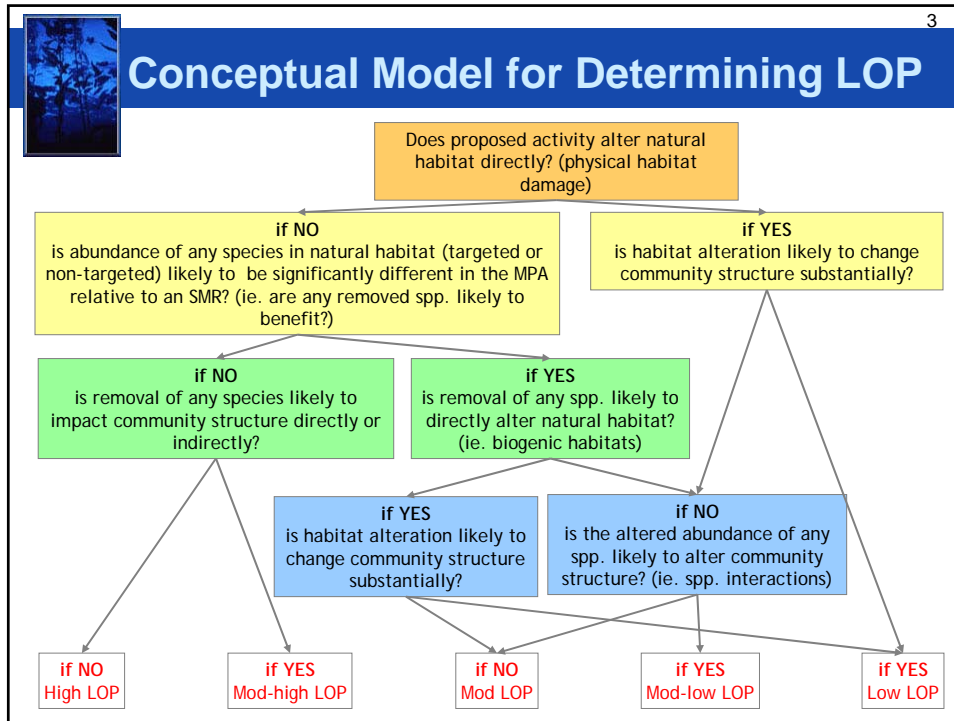 3
Conceptual Model for Determining LOP
Does proposed activity alter natural
habitat directly? (physical habitat
damage)
if NO
is abundance of any species in natural habitat (targeted or
non-targeted) likely to be significantly different in the MPA
relative to an SMR? (ie. are any removed spp. likely to
benefit?)
if YES
is habitat alteration likely to change
community structure substantially?
if NO
is removal of any species likely to
impact community structure directly or
indirectly?
if YES
is removal of any spp. likely to
directly alter natural habitat?
(ie. biogenic habitats)
if YES
is habitat alteration likely to
change community structure
substantially?
if NO
is the altered abundance of any
spp. likely to alter community
structure? (ie. spp. interactions)
if NO
High LOP
if YES
Mod-high LOP
if NO
Mod LOP
if YES
Mod-low LOP
if YES
Low LOP